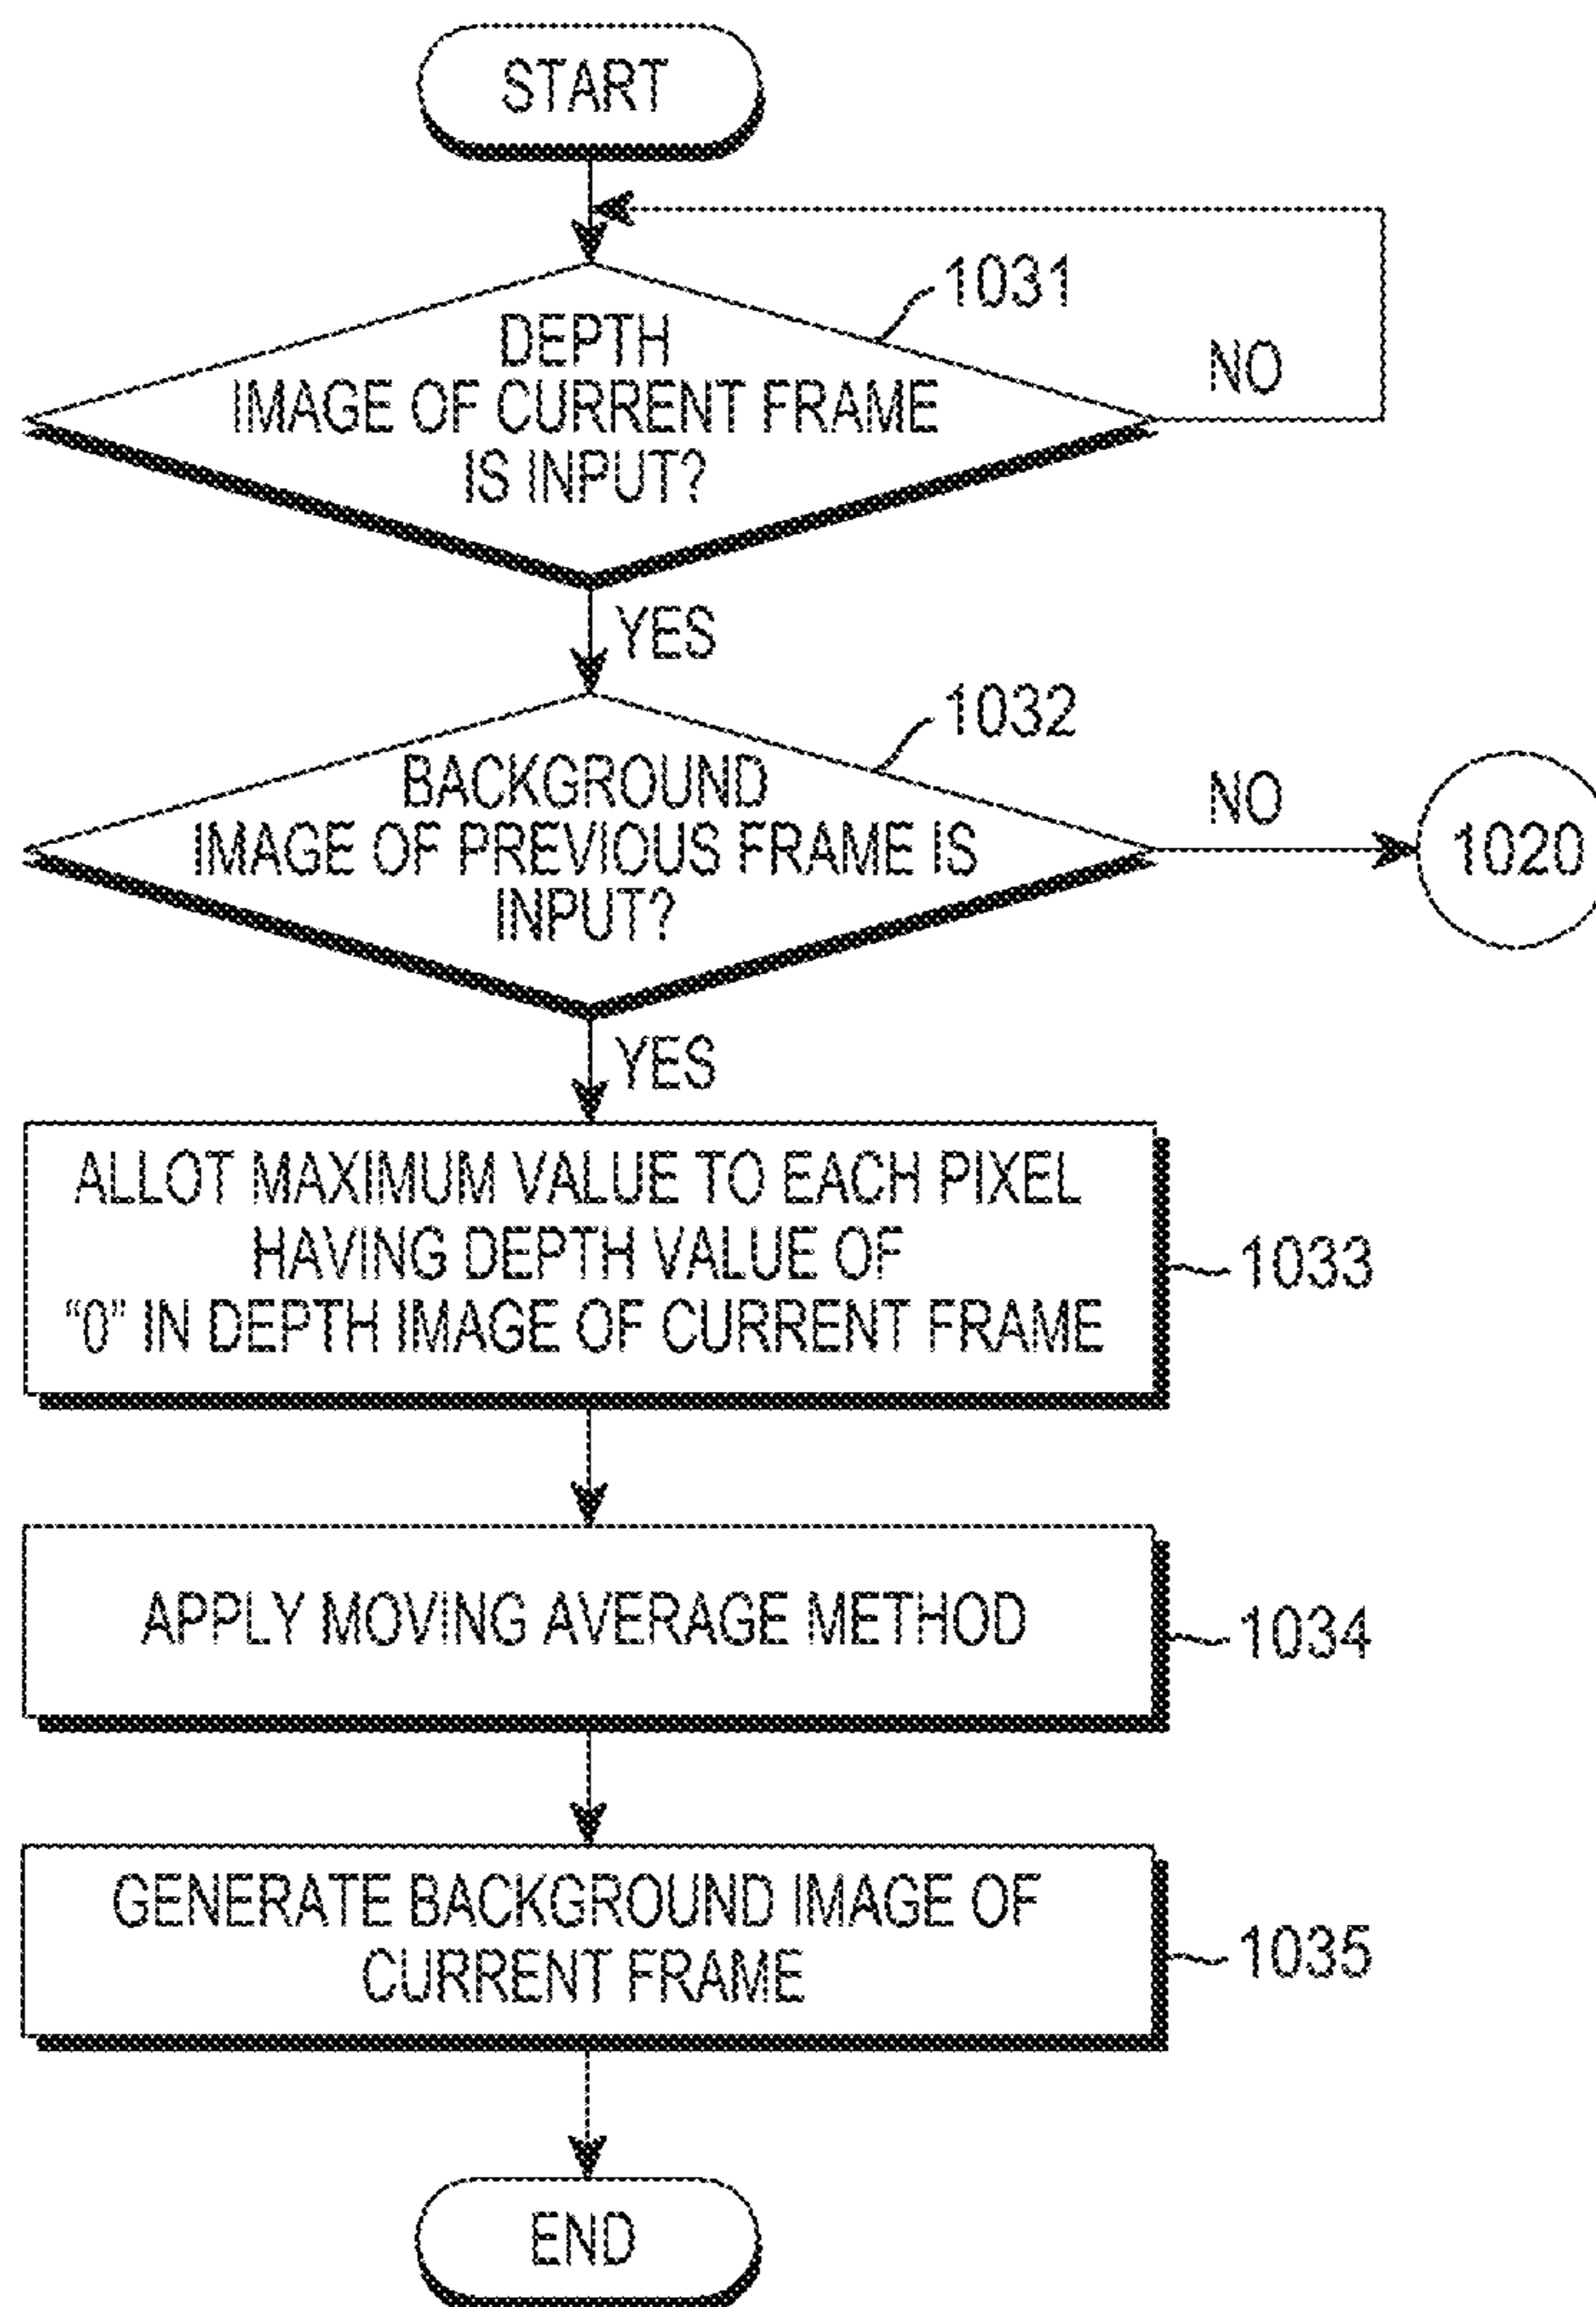 START
1031
DEPTH
IMAGE OF CURRENT FRAME
IS INPUT?
NO
YES
1032
BACKGROUND
IMAGE OF PREVIOUS FRAME IS
INPUT?
NO
1020
YES
ALLOT MAXIMUM VALUE TO EACH PIXEL
HAVING DEPTH VALUE OF
“0” IN DEPTH IMAGE OF CURRENT FRAME
1033
APPLY MOVING AVERAGE METHOD
1034
GENERATE BACKGROUND IMAGE OF
CURRENT FRAME
1035
END